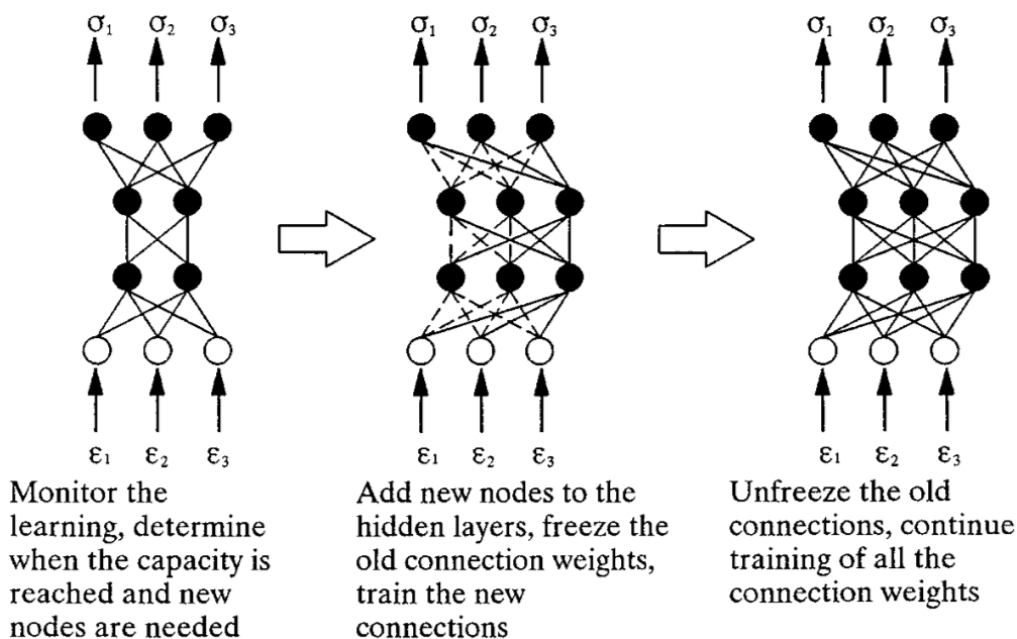 σ1 σ2 σ3
σ1 σ2 σ3
σ1 σ2 σ3
ε1 ε2 ε3
ε1 ε2 ε3
ε1 ε2 ε3
Monitor the
learning, determine
when the capacity is
reached and new
nodes are needed
Add new nodes to the
hidden layers, freeze the
old connection weights,
train the new
connections
Unfreeze the old
connections, continue
training of all the
connection weights